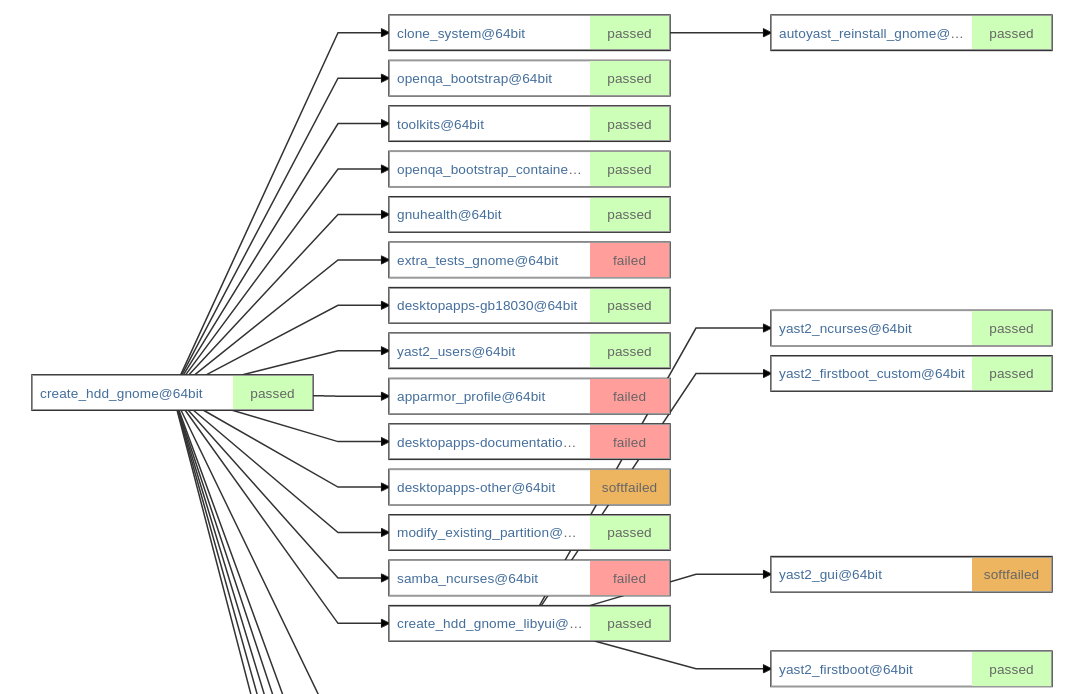 clone_system@64bit passed
autoyast_reinstall_gnome@… passed
openqa_bootstrap@64bit passed
toolkits@64bit passed
openqa_bootstrap_containe… passed
gnuhealth@64bit passed
extra_tests_gnome@64bit failed
desktopapps-gb18030@64bit passed
yast2_ncurses@64bit passed
yast2_users@64bit passed
yast2_firstboot_custom@64bit passed
create_hdd_gnome@64bit passed
apparmor_profile@64bit failed
desktopapps-documentatio… failed
desktopapps-other@64bit softfailed
modify_existing_partition@… passed
samba_ncurses@64bit failed
yast2_gui@64bit softfailed
create_hdd_gnome_libyui@… passed
yast2_firstboot@64bit passed